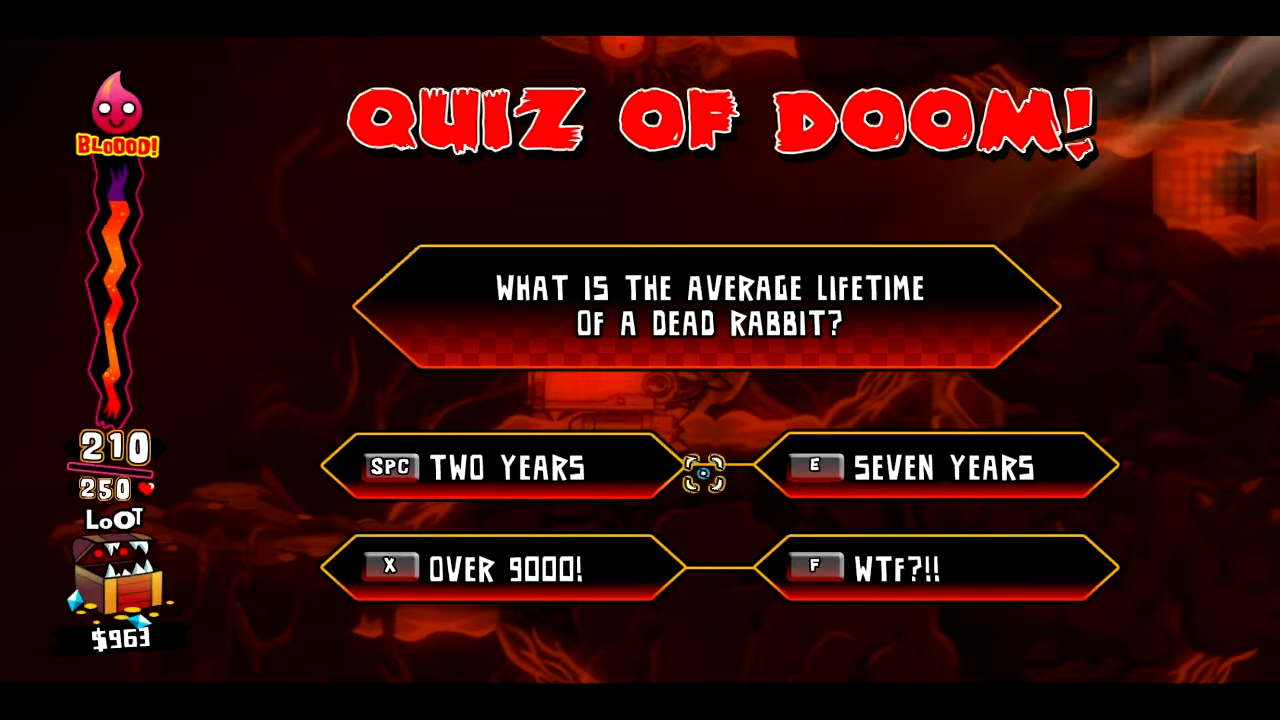 QUIZ OF DOOM!
BLOOOD!
WHAT IS THE AVERAGE LIFETIME
OF A DEAD RABBIT?
210
250
LOOT
$963
SPC TWO YEARS
E SEVEN YEARS
X OVER 9000!
F WTF?!!